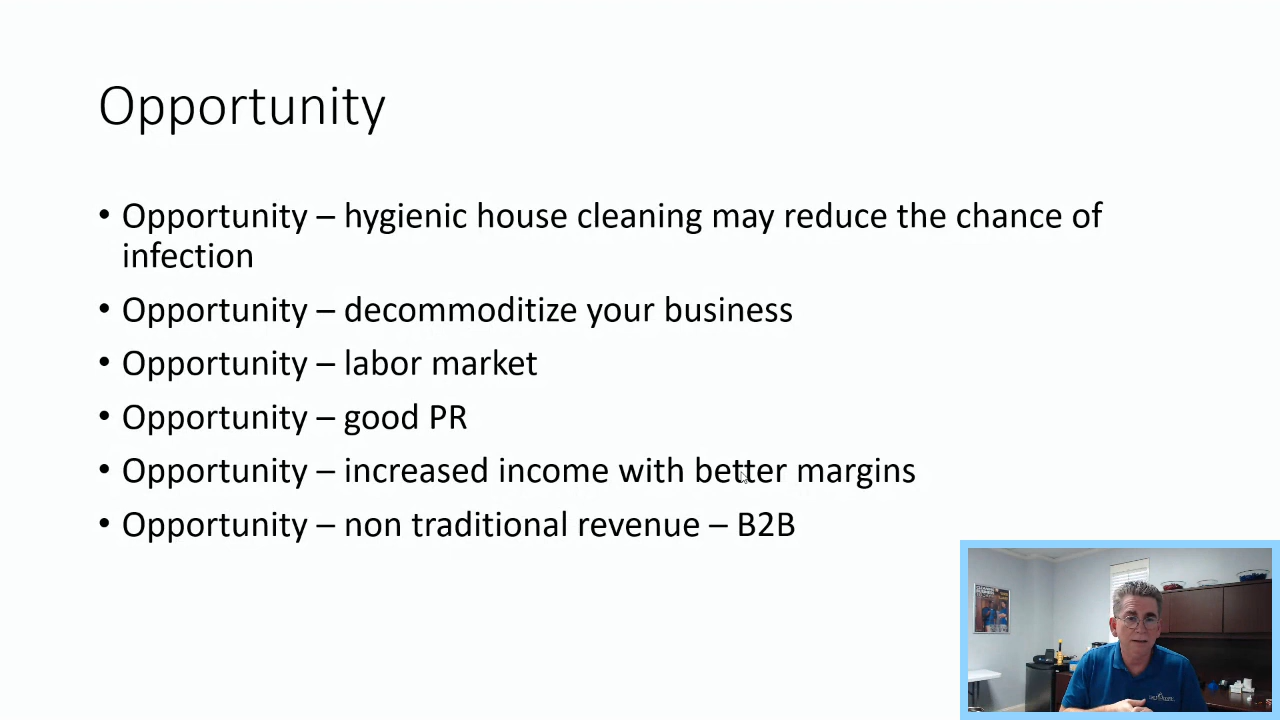 Opportunity
• Opportunity – hygienic house cleaning may reduce the chance of
infection
• Opportunity – decommoditize your business
• Opportunity – labor market
• Opportunity – good PR
• Opportunity – increased income with better margins
• Opportunity – non traditional revenue – B2B